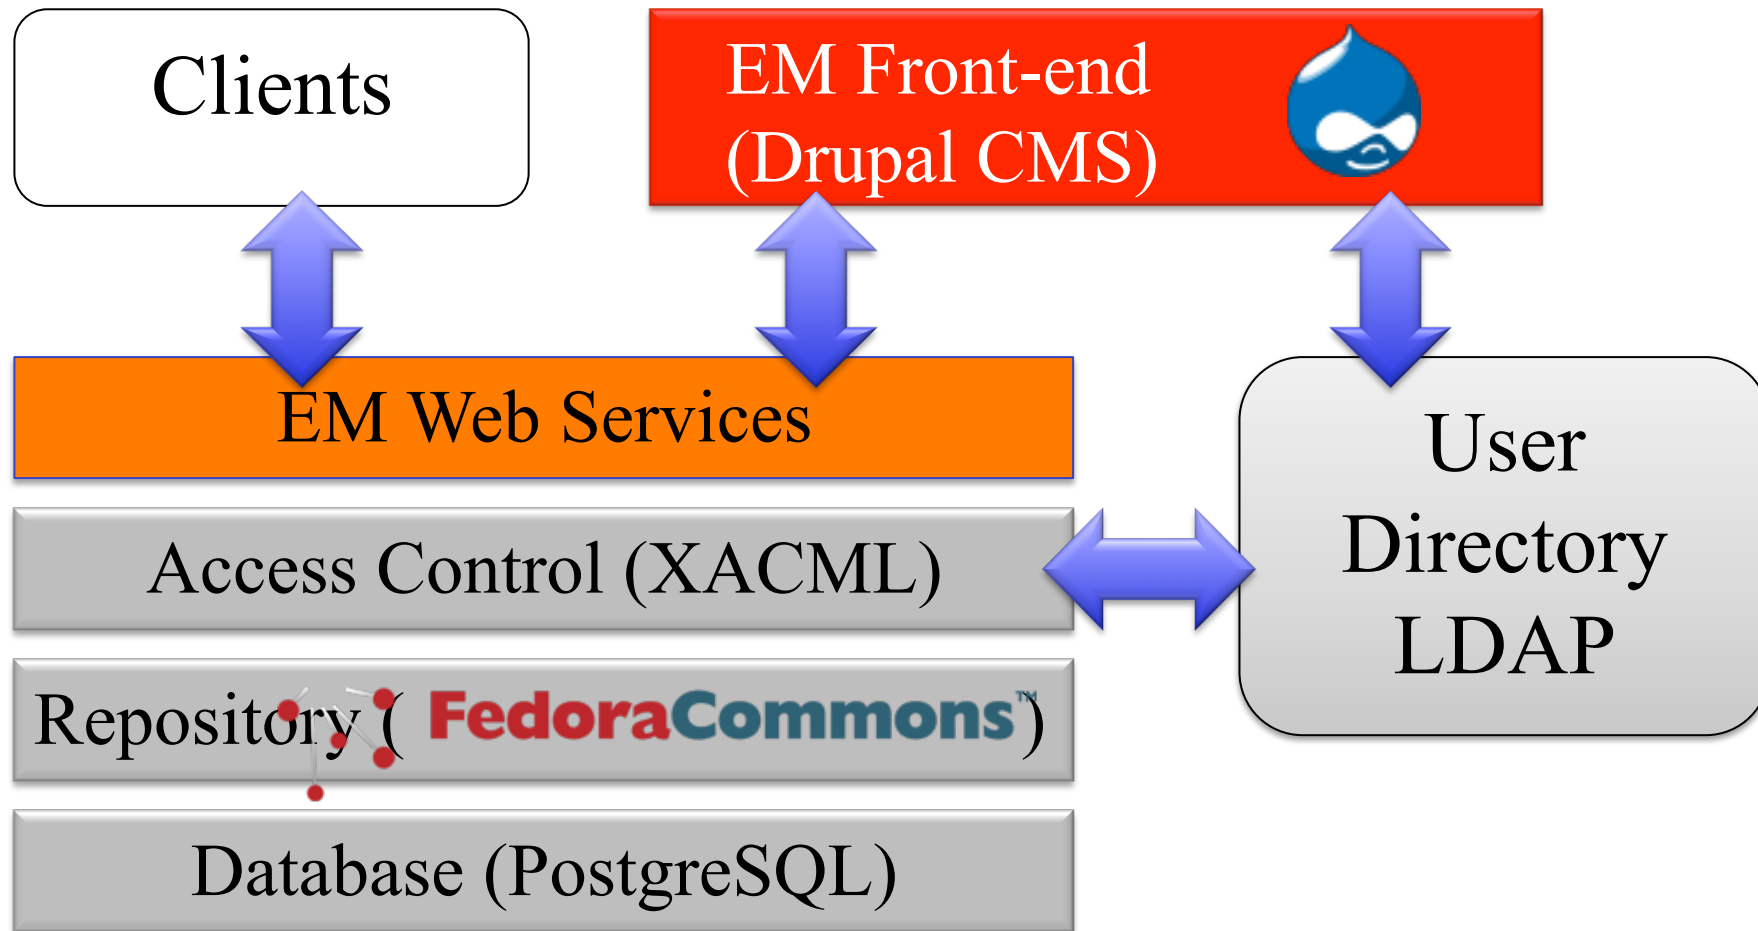 Clients
EM Front-end
(Drupal CMS)
EM Web Services
User
Directory
LDAP
Access Control (XACML)
Repository ( FedoraCommons™)
Database (PostgreSQL)